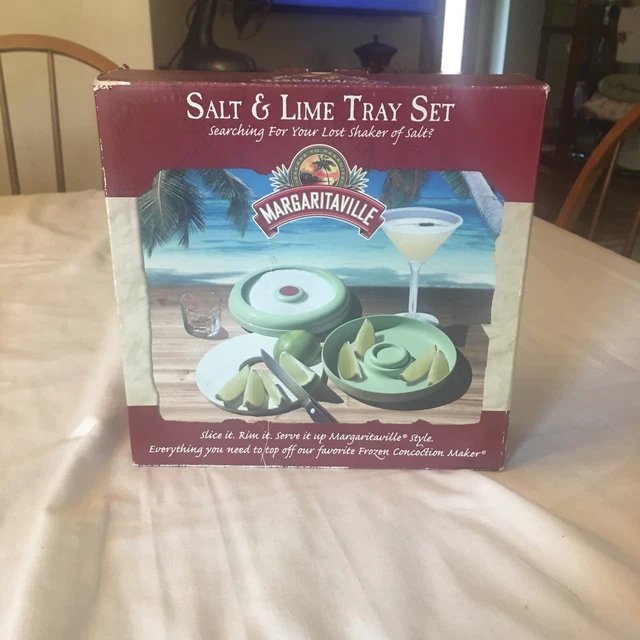 SALT & LIME TRAY SET
Searching For Your Lost Shaker of Salt?
MARGARITAVILLE
Slice it. Rim it. Serve it up Margaritaville® Style.
Everything you need to top off our favorite Frozen Concoction Maker®